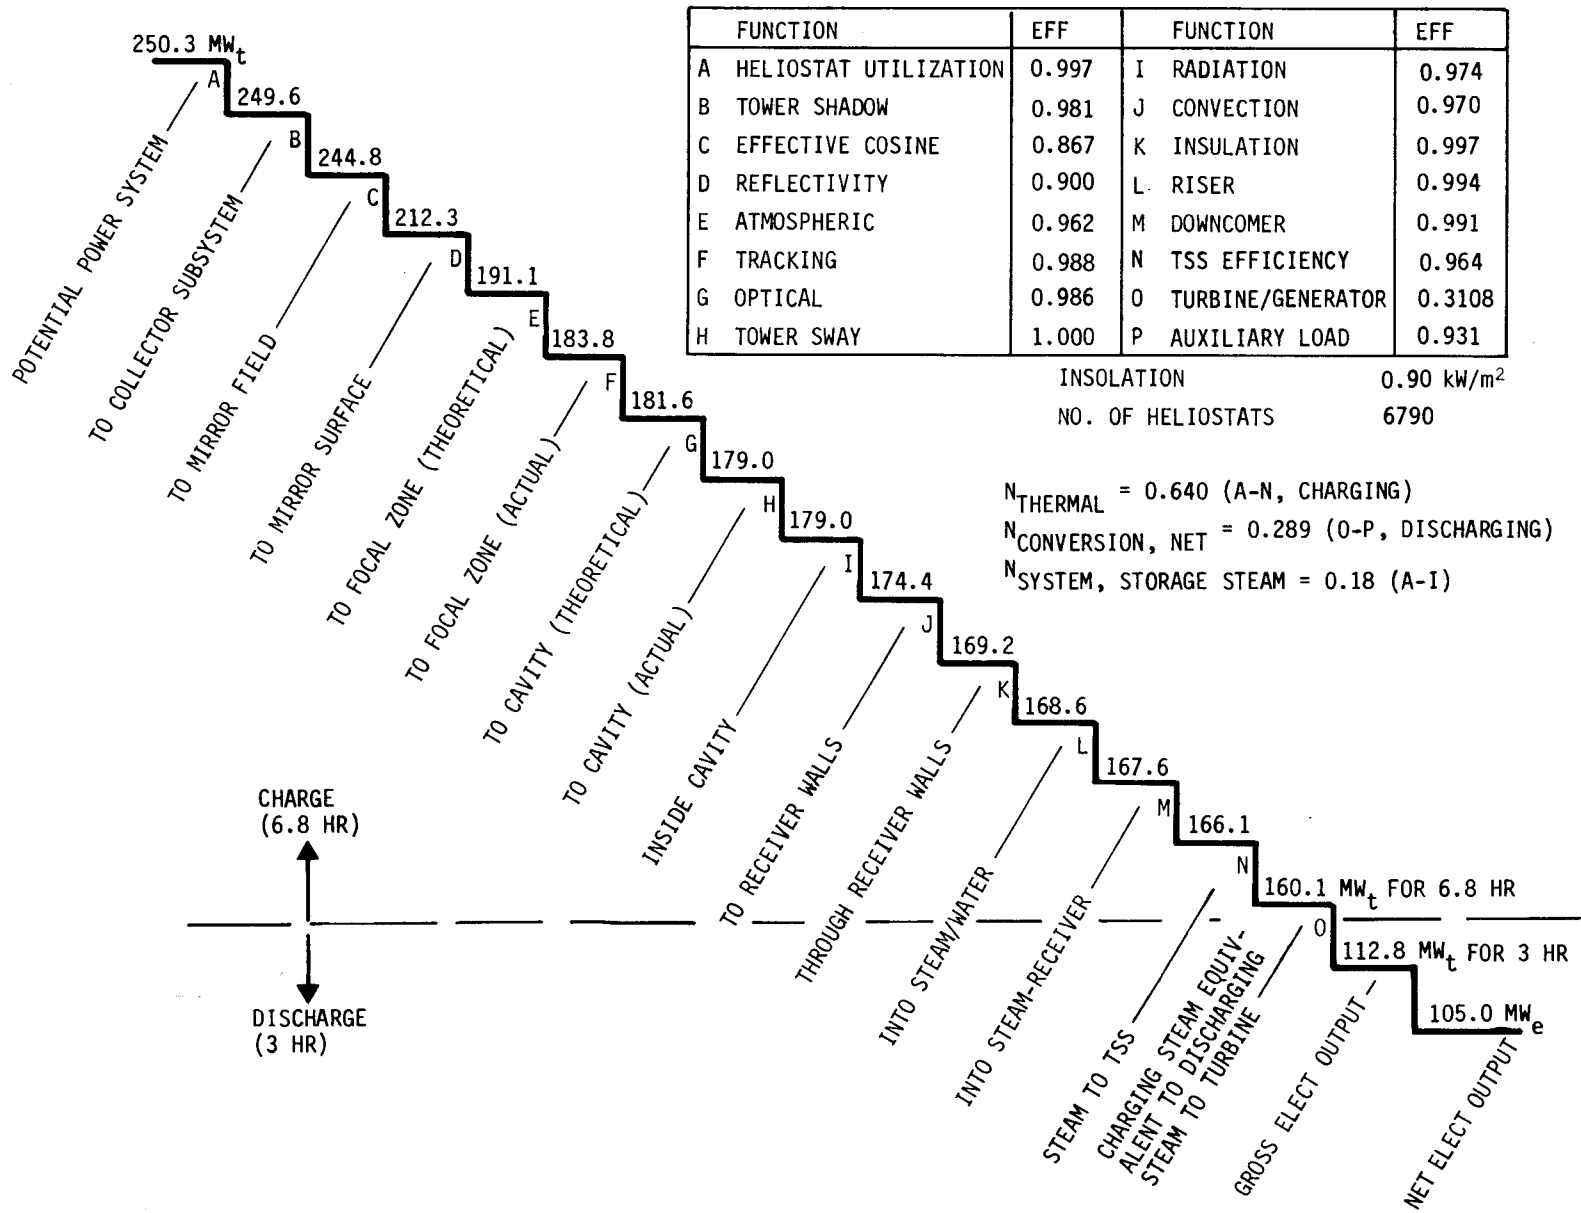 FUNCTION EFF FUNCTION EFF
A HELIOSTAT UTILIZATION 0.997 I RADIATION 0.974
B TOWER SHADOW 0.981 J CONVECTION 0.970
C EFFECTIVE COSINE 0.867 K INSULATION 0.997
D REFLECTIVITY 0.900 L RISER 0.994
E ATMOSPHERIC 0.962 M DOWNCOMER 0.991
F TRACKING 0.988 N TSS EFFICIENCY 0.964
G OPTICAL 0.986 O TURBINE/GENERATOR 0.3108
H TOWER SWAY 1.000 P AUXILIARY LOAD 0.931
INSOLATION 0.90 kW/m²
NO. OF HELIOSTATS 6790
NTHERMAL = 0.640 (A-N, CHARGING)
NCONVERSION, NET = 0.289 (O-P, DISCHARGING)
NSYSTEM, STORAGE STEAM = 0.18 (A-I)
250.3 MWt
A
249.6
B
244.8
C
212.3
D
191.1
E
183.8
F
181.6
G
179.0
H
179.0
I
174.4
J
169.2
K
168.6
L
167.6
M
166.1
N
160.1 MWt FOR 6.8 HR
O
112.8 MWt FOR 3 HR
105.0 MWe
POTENTIAL POWER SYSTEM
TO COLLECTOR SUBSYSTEM
TO MIRROR FIELD
TO MIRROR SURFACE
TO FOCAL ZONE (THEORETICAL)
TO FOCAL ZONE (ACTUAL)
TO CAVITY (THEORETICAL)
TO CAVITY (ACTUAL)
INSIDE CAVITY
TO RECEIVER WALLS
THROUGH RECEIVER WALLS
INTO STEAM/WATER
INTO STEAM-RECEIVER
STEAM TO TSS
CHARGING STEAM EQUIV-
ALENT TO DISCHARGING
STEAM TO TURBINE
GROSS ELECT OUTPUT
NET ELECT OUTPUT
CHARGE
(6.8 HR)
DISCHARGE
(3 HR)